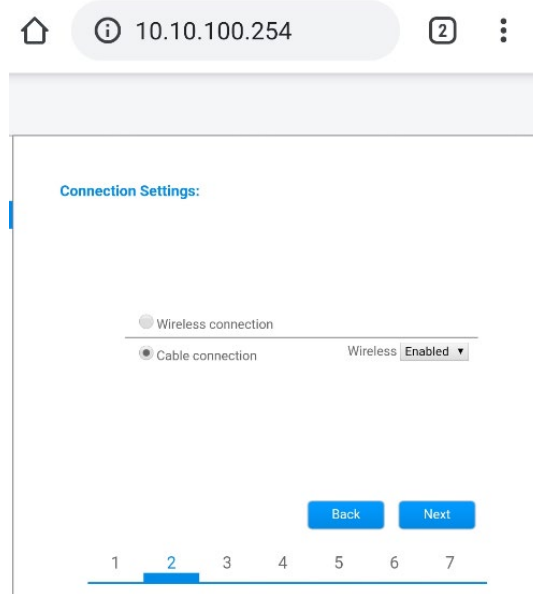 10.10.100.254
2
Connection Settings:
Wireless connection
Cable connection Wireless Enabled
Back Next
1 2 3 4 5 6 7